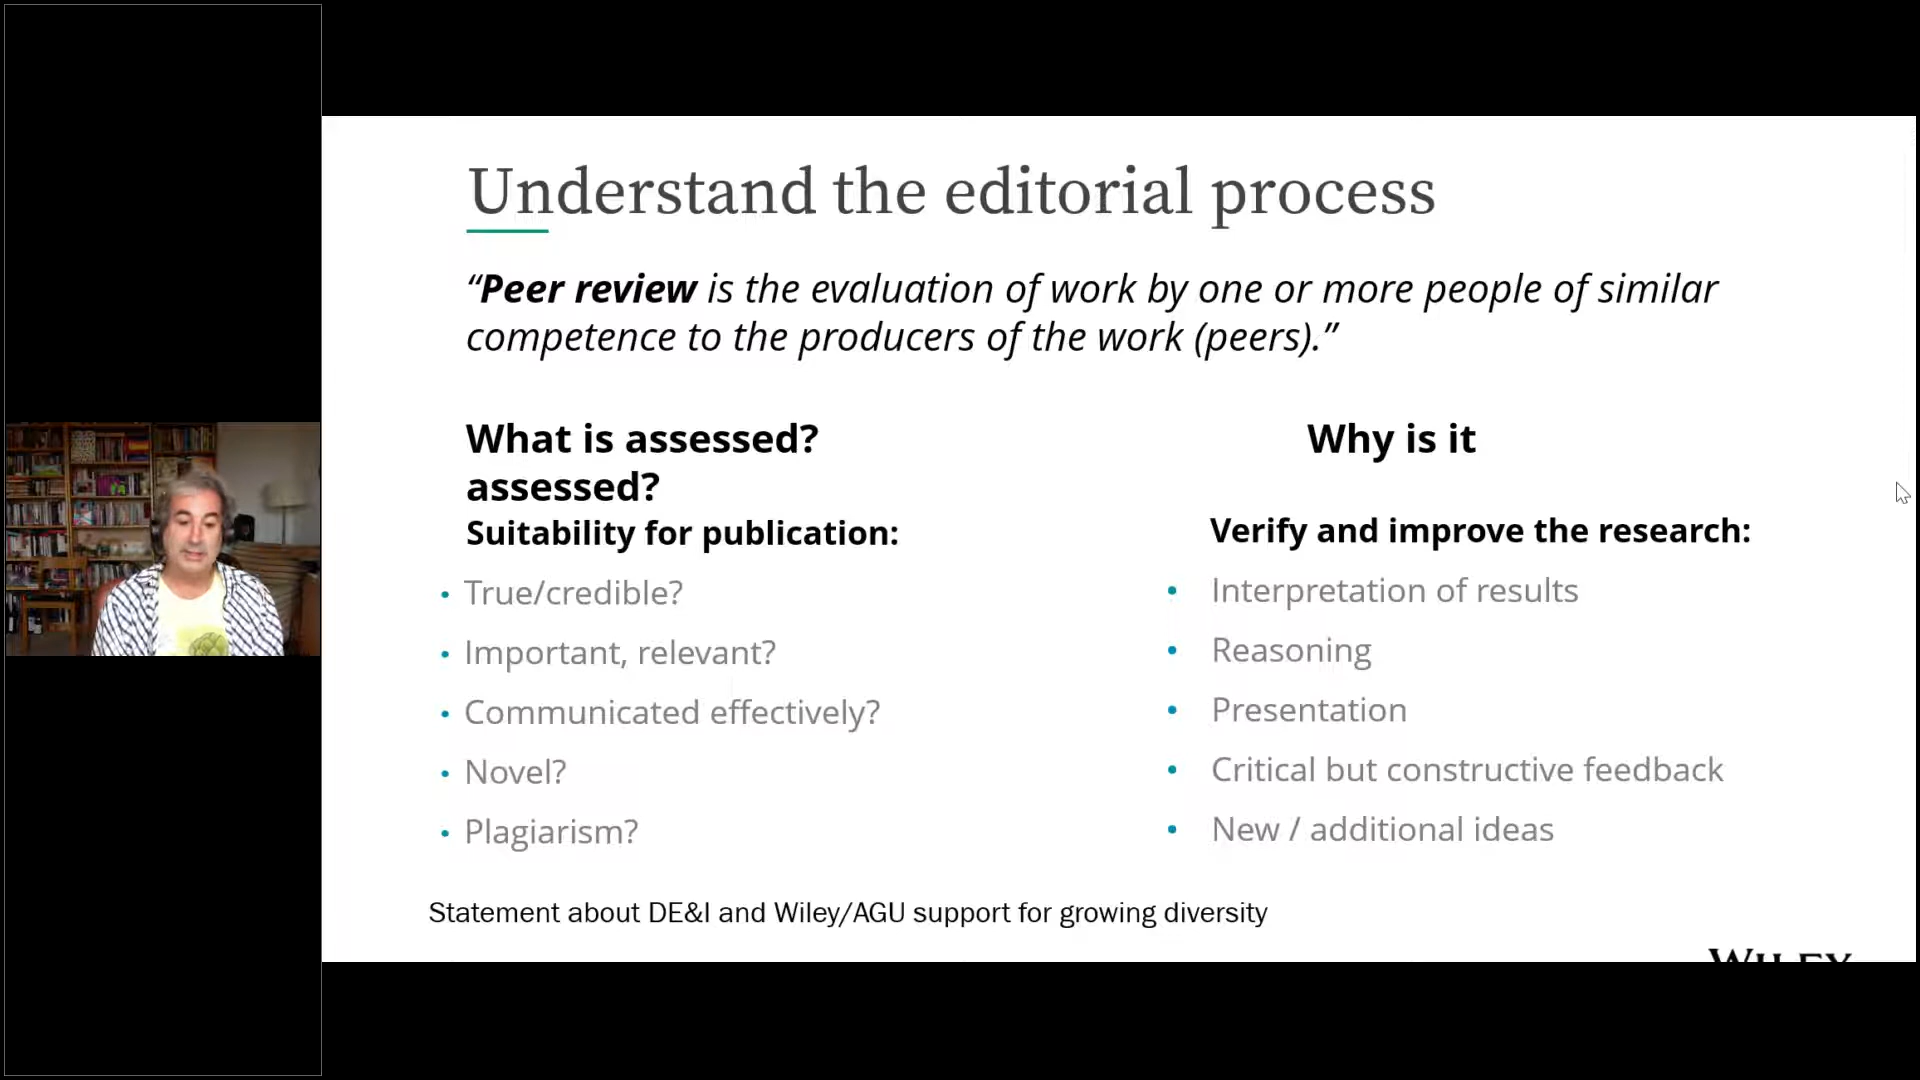 Understand the editorial process
“Peer review is the evaluation of work by one or more people of similar
competence to the producers of the work (peers).”
What is assessed? Why is it
assessed?
Suitability for publication:
• True/credible?
• Important, relevant?
• Communicated effectively?
• Novel?
• Plagiarism?
Verify and improve the research:
• Interpretation of results
• Reasoning
• Presentation
• Critical but constructive feedback
• New / additional ideas
Statement about DE&I and Wiley/AGU support for growing diversity
WILEY